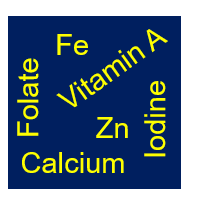 Fe
Vitamin A
Folate
Iodine
Zn
Calcium